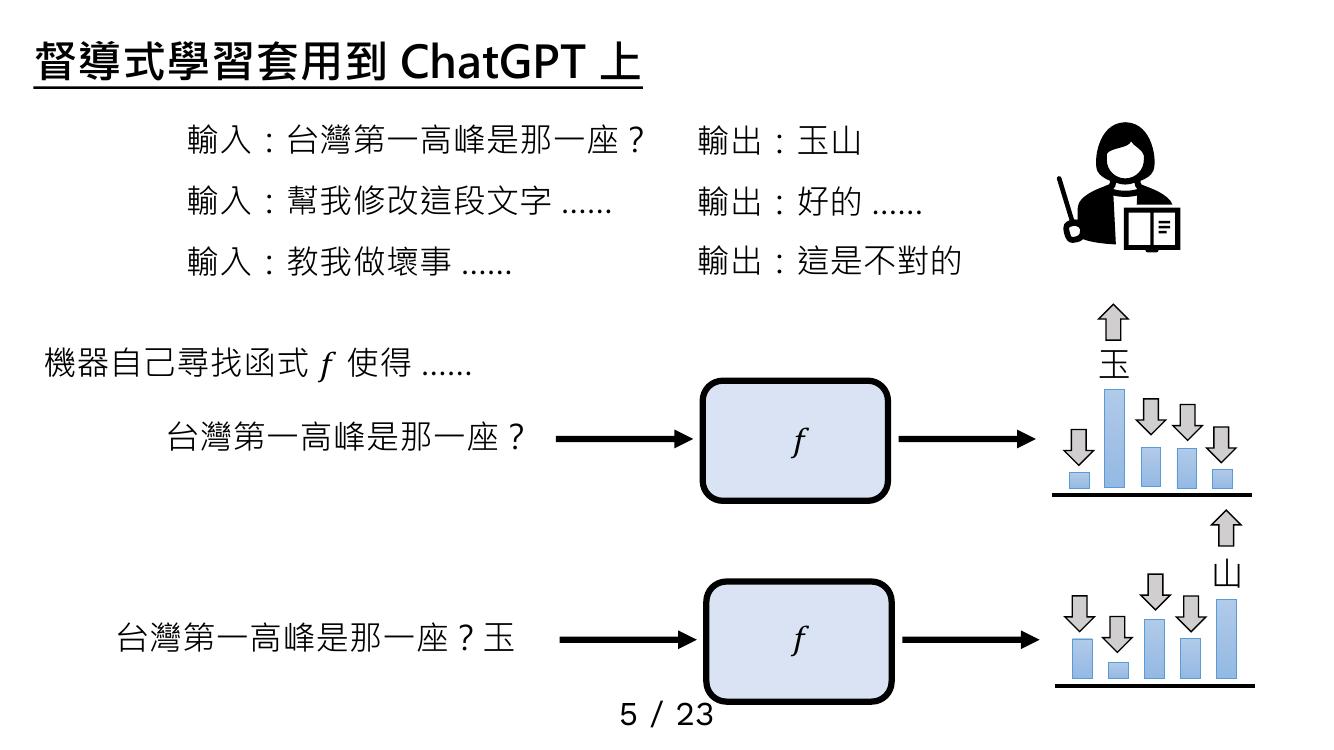 督導式學習套用到 ChatGPT 上
輸入：台灣第一高峰是那一座？ 輸出：玉山
輸入：幫我修改這段文字 …… 輸出：好的 ……
輸入：教我做壞事 …… 輸出：這是不對的
機器自己尋找函式 f 使得 ……
玉
台灣第一高峰是那一座？ f
山
台灣第一高峰是那一座？玉 f
5 / 23